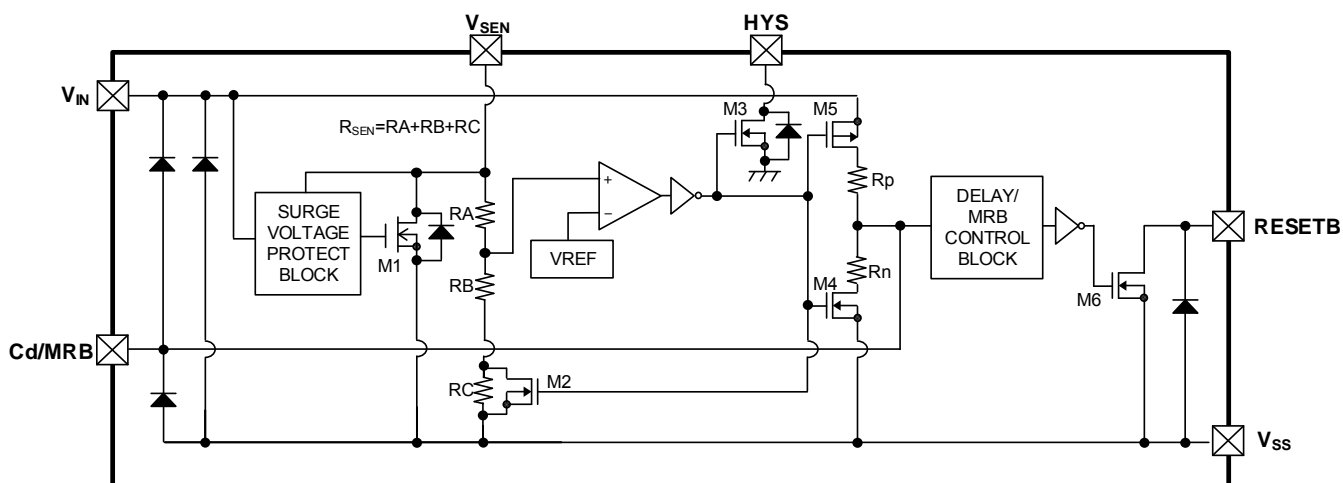 VSEN
HYS
VIN
RSEN=RA+RB+RC
M3
M5
SURGE
VOLTAGE
PROTECT
BLOCK
M1
RA
RB
+
−
VREF
Rp
Rn
M4
DELAY/
MRB
CONTROL
BLOCK
RESETB
M6
Cd/MRB
RC
M2
VSS